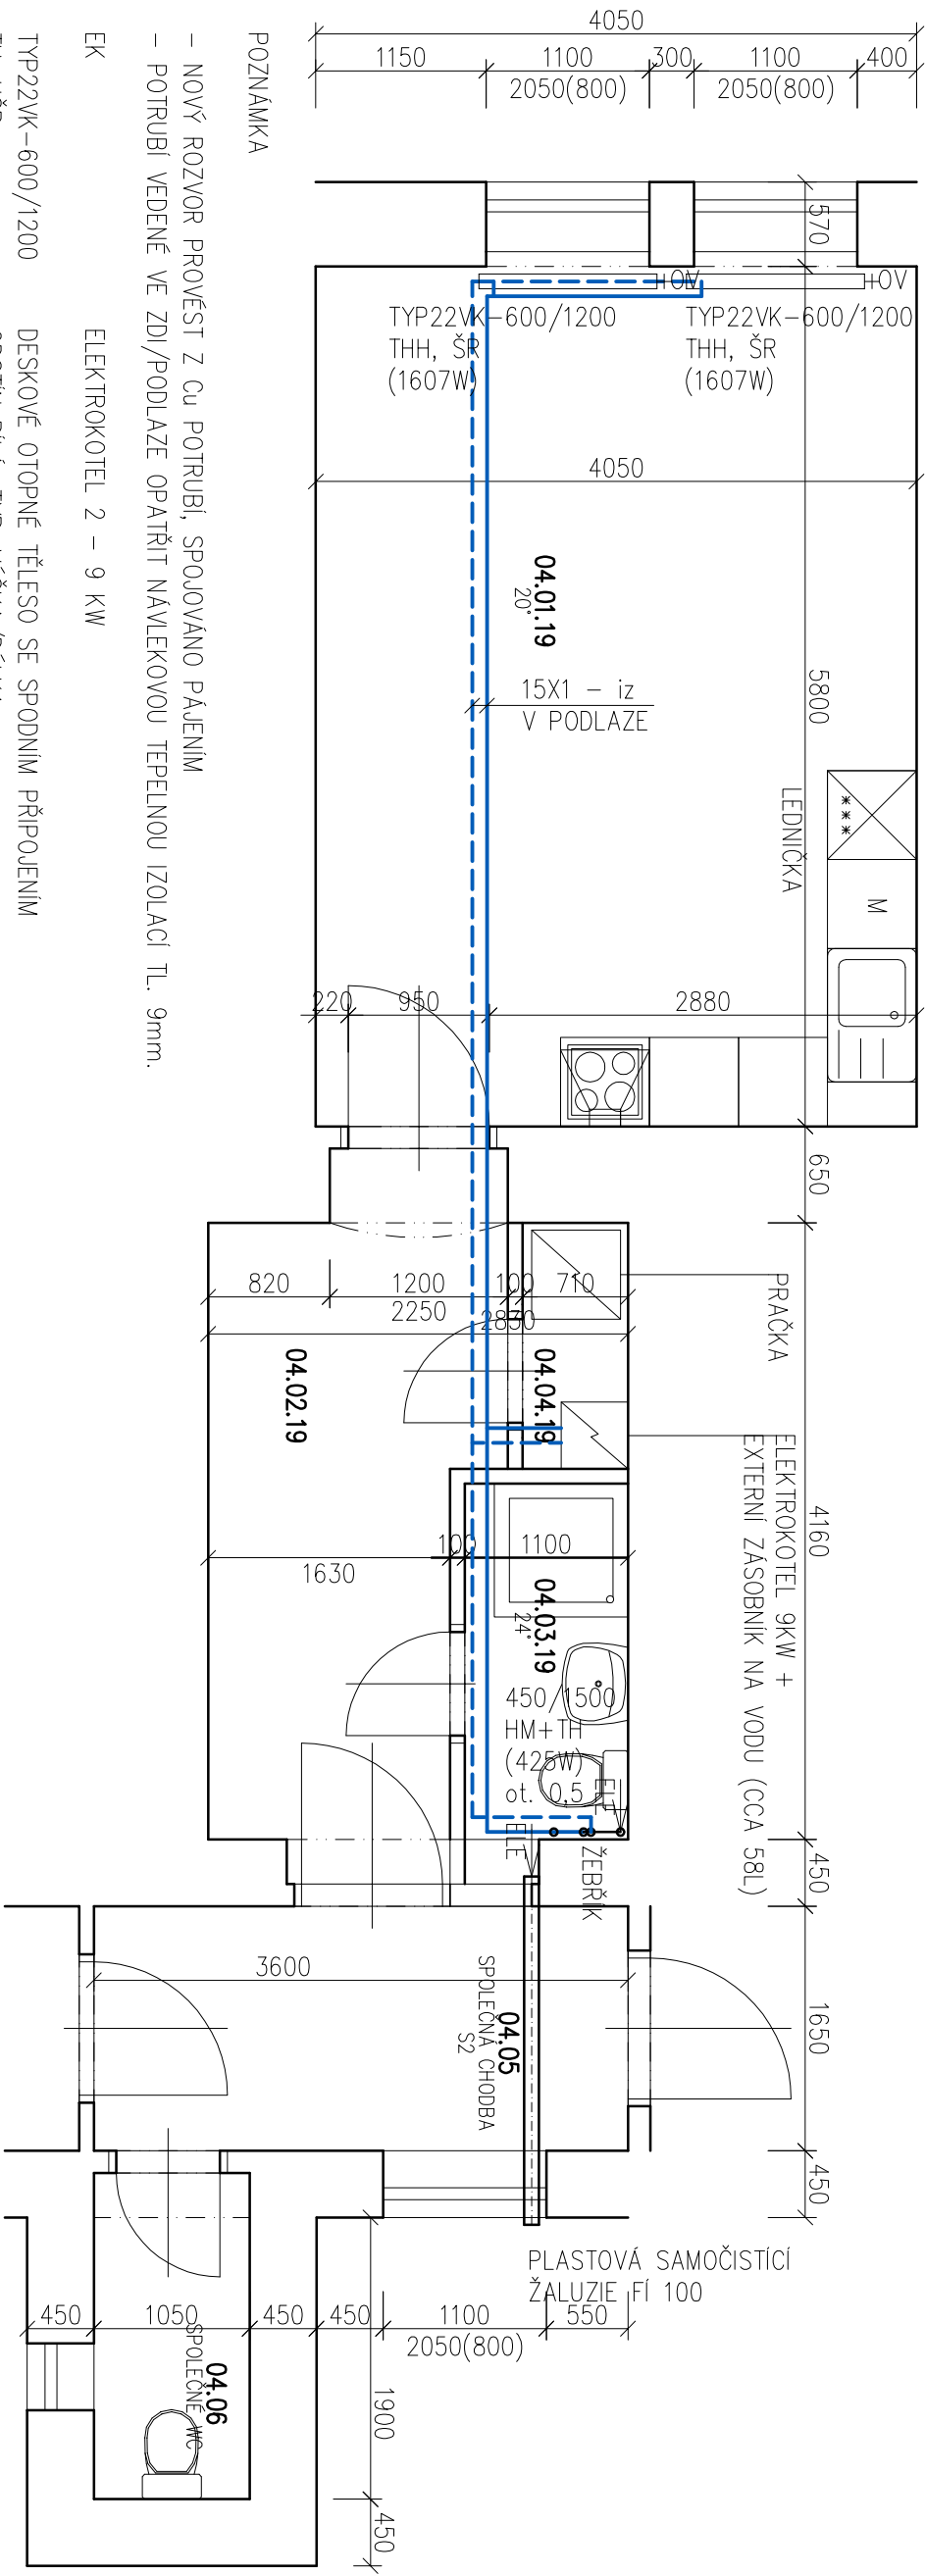 4050
1150
1100
300
1100
400
2050(800)
2050(800)
570
OV
OV
TYP22VK-600/1200
THH, ŠR
(1607W)
TYP22VK-600/1200
THH, ŠR
(1607W)
4050
04.01.19
20°
5800
15X1 - iz
V PODLAZE
LEDNIČKA
M
220
950
2880
650
820
1200
100
710
2250
2830
PRAČKA
04.02.19
04.04.19
ELEKTROKOTEL 9KW +
EXTERNÍ ZÁSOBNÍK NA VODU (CCA 58L)
4160
100
1100
1630
04.03.19
24°
450/1500
HM+TH
(425W)
ot. 0,5
ELE
ELE
ŽEBŘÍK
450
3600
04.05
SPOLEČNÁ CHODBA
S2
1650
450
PLASTOVÁ SAMOČISTÍCÍ
ŽALUZIE FÍ 100
450
1050
450
450
1100
550
2050(800)
04.06
SPOLEČNÉ WC
1900
450
POZNÁMKA
- NOVÝ ROZVOR PROVÉST Z Cu POTRUBÍ, SPOJOVÁNO PÁJENÍM
- POTRUBÍ VEDENÉ VE ZDI/PODLAZE OPATŘIT NÁVLEKOVOU TEPELNOU IZOLACÍ TL. 9mm.
EK ELEKTROKOTEL 2 - 9 KW
TYP22VK-600/1200 DESKOVÉ OTOPNÉ TĚLESO SE SPODNÍM PŘIPOJENÍM